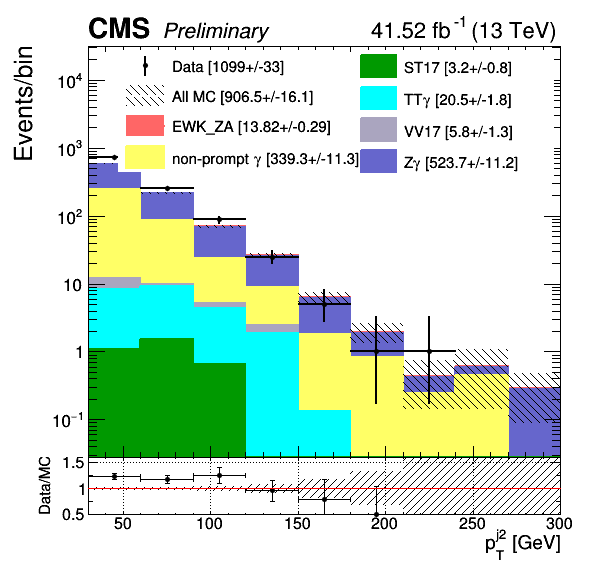 CMS Preliminary 41.52 fb⁻¹ (13 TeV)
Events/bin
Data [1099+/-33]
All MC [906.5+/-16.1]
EWK_ZA [13.82+/-0.29]
non-prompt γ [339.3+/-11.3]
ST17 [3.2+/-0.8]
TTγ [20.5+/-1.8]
VV17 [5.8+/-1.3]
Zγ [523.7+/-11.2]
10⁴
10³
10²
10
1
10⁻¹
Data/MC
1.5
1
0.5
50 100 150 200 250 300
p_T^j2 [GeV]